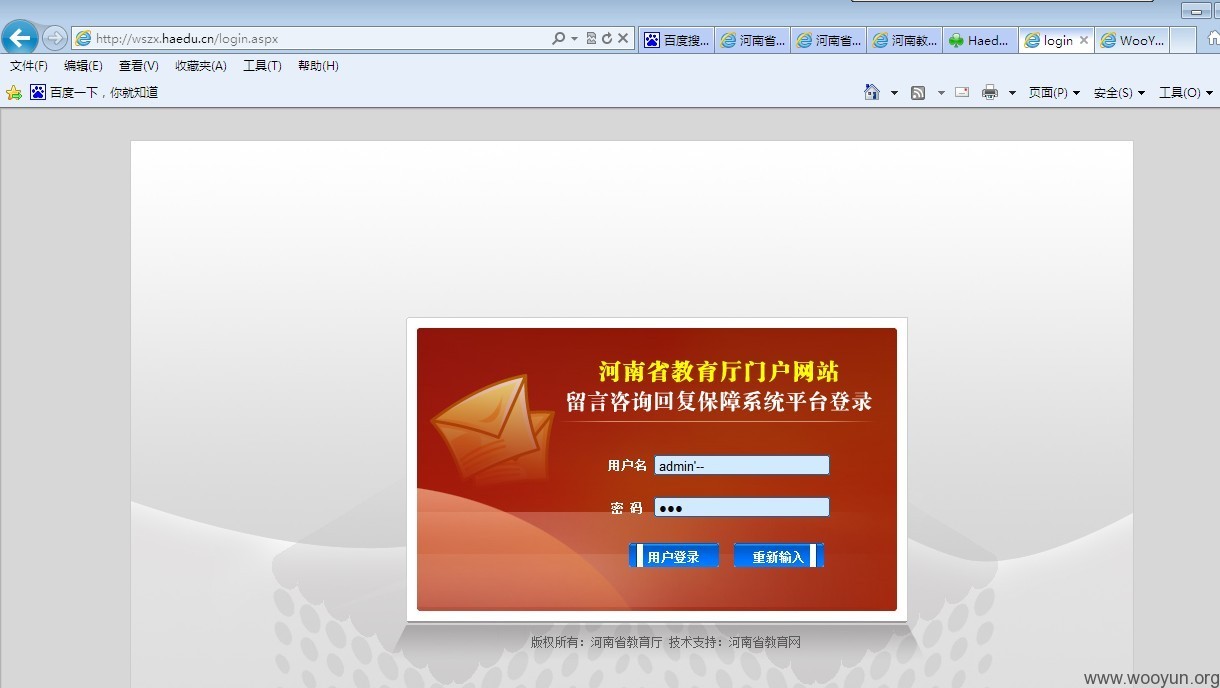 http://wszx.haedu.cn/login.aspx
百度搜... 河南省... 河南省... 河南教... Haed... login WooY...
文件(F) 编辑(E) 查看(V) 收藏夹(A) 工具(T) 帮助(H)
百度一下，你就知道 页面(P) 安全(S) 工具(O)
河南省教育厅门户网站
留言咨询回复保障系统平台登录
用户名 admin'--
密 码 ●●●
用户登录 重新输入
版权所有：河南省教育厅 技术支持：河南省教育网
www.wooyun.org